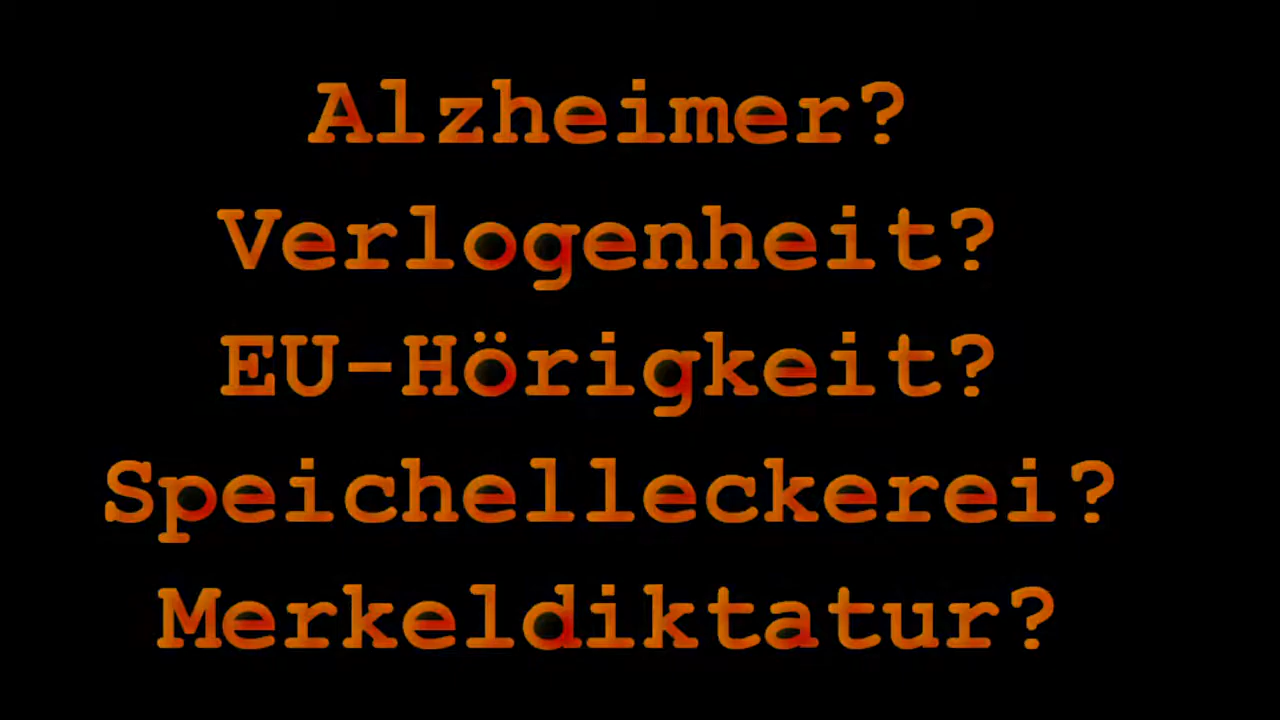 Alzheimer?
Verlogenheit?
EU-Hörigkeit?
Speichelleckerei?
Merkeldiktatur?